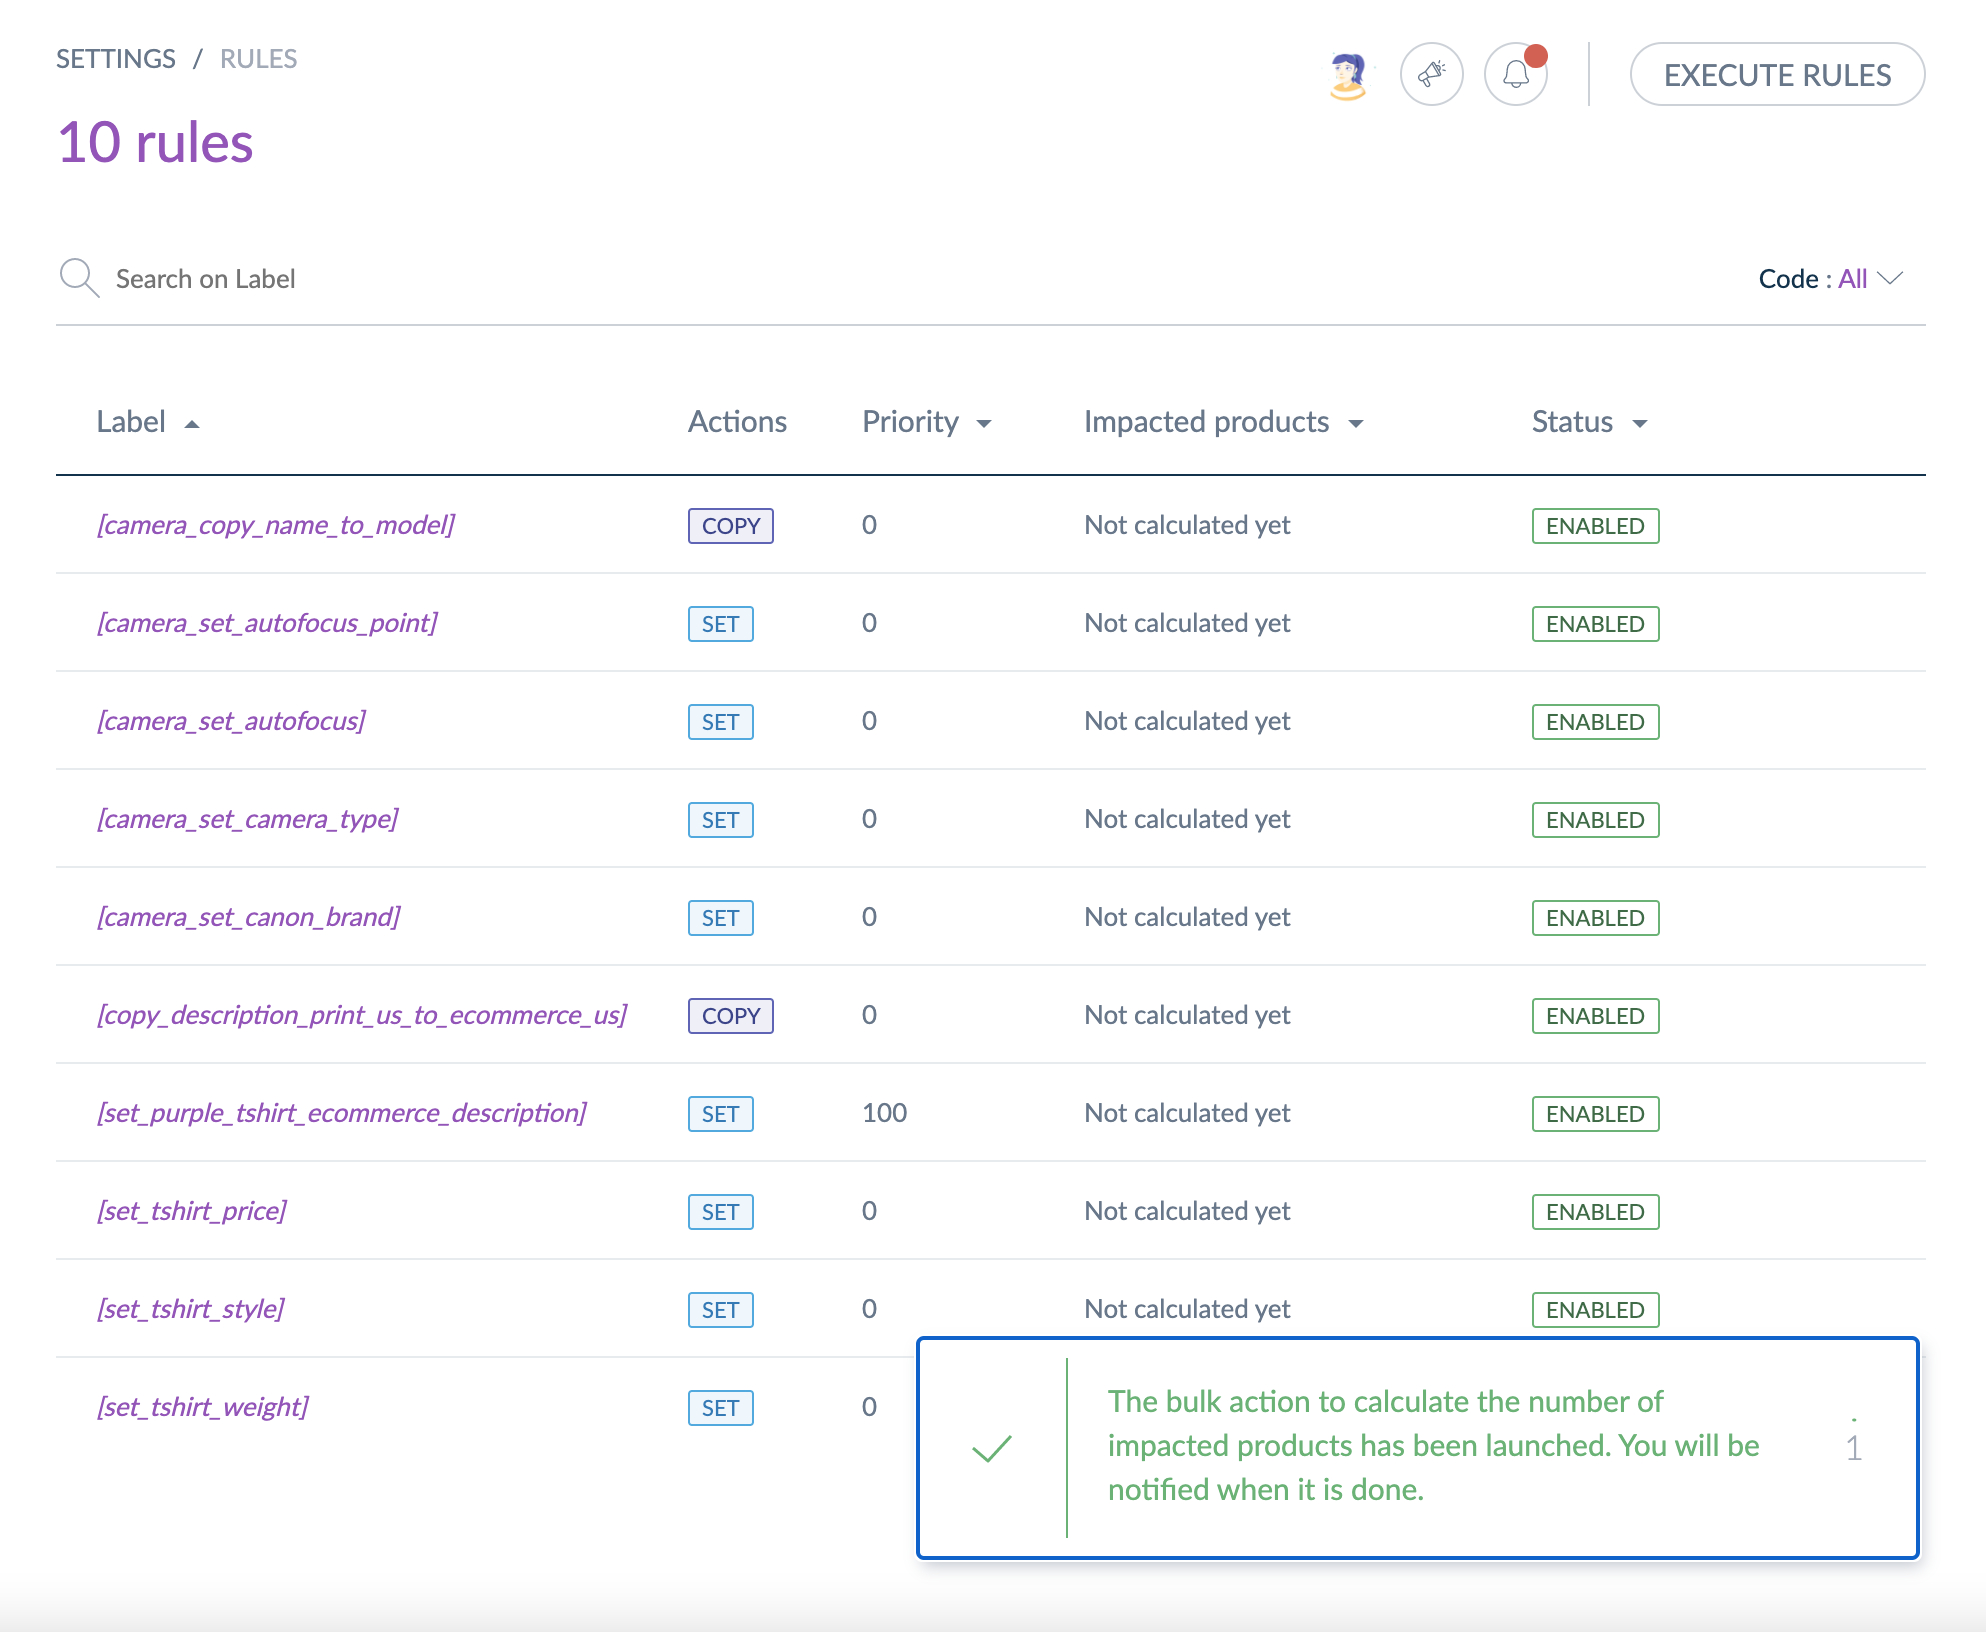 SETTINGS / RULES
EXECUTE RULES
10 rules
Search on Label
Code : All
Label Actions Priority Impacted products Status
[camera_copy_name_to_model] COPY 0 Not calculated yet ENABLED
[camera_set_autofocus_point] SET 0 Not calculated yet ENABLED
[camera_set_autofocus] SET 0 Not calculated yet ENABLED
[camera_set_camera_type] SET 0 Not calculated yet ENABLED
[camera_set_canon_brand] SET 0 Not calculated yet ENABLED
[copy_description_print_us_to_ecommerce_us] COPY 0 Not calculated yet ENABLED
[set_purple_tshirt_ecommerce_description] SET 100 Not calculated yet ENABLED
[set_tshirt_price] SET 0 Not calculated yet ENABLED
[set_tshirt_style] SET 0 Not calculated yet ENABLED
[set_tshirt_weight] SET 0
The bulk action to calculate the number of
impacted products has been launched. You will be
notified when it is done.
1